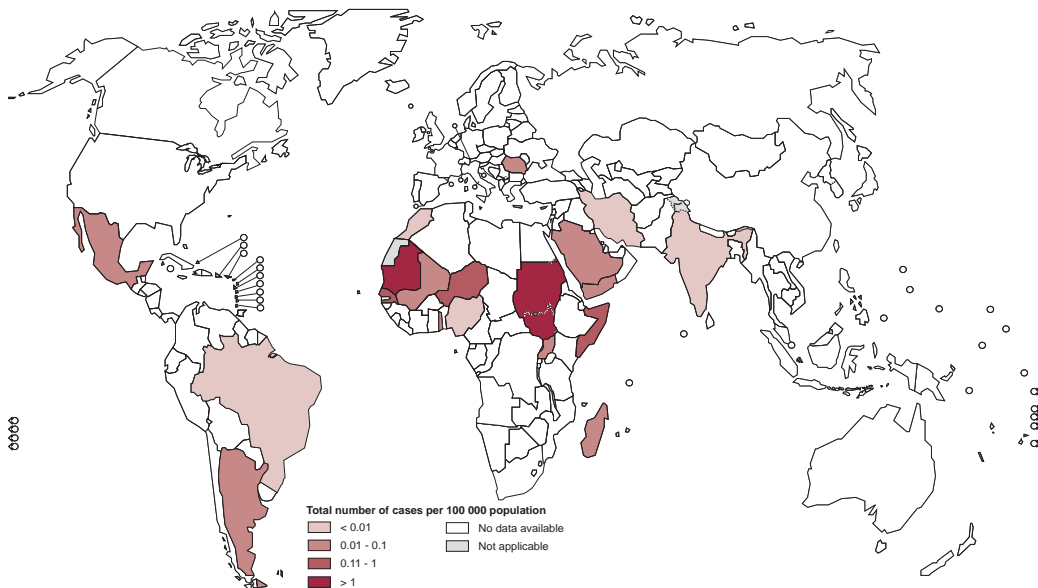 Total number of cases per 100 000 population
< 0.01
0.01 - 0.1
0.11 - 1
> 1
No data available
Not applicable